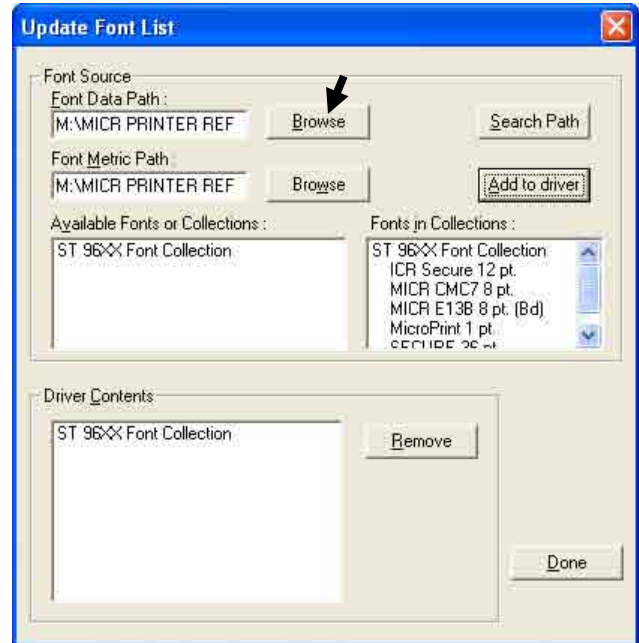 Update Font List
Font Source
Font Data Path :
M:\MICR PRINTER REF
Browse
Search Path
Font Metric Path :
M:\MICR PRINTER REF
Browse
Add to driver
Available Fonts or Collections :
Fonts in Collections :
ST 96XX Font Collection
ST 96XX Font Collection
ICR Secure 12 pt.
MICR CMC7 8 pt.
MICR E13B 8 pt. (Bd)
MicroPrint 1 pt.
SECURE 36 pt
Driver Contents
ST 96XX Font Collection
Remove
Done